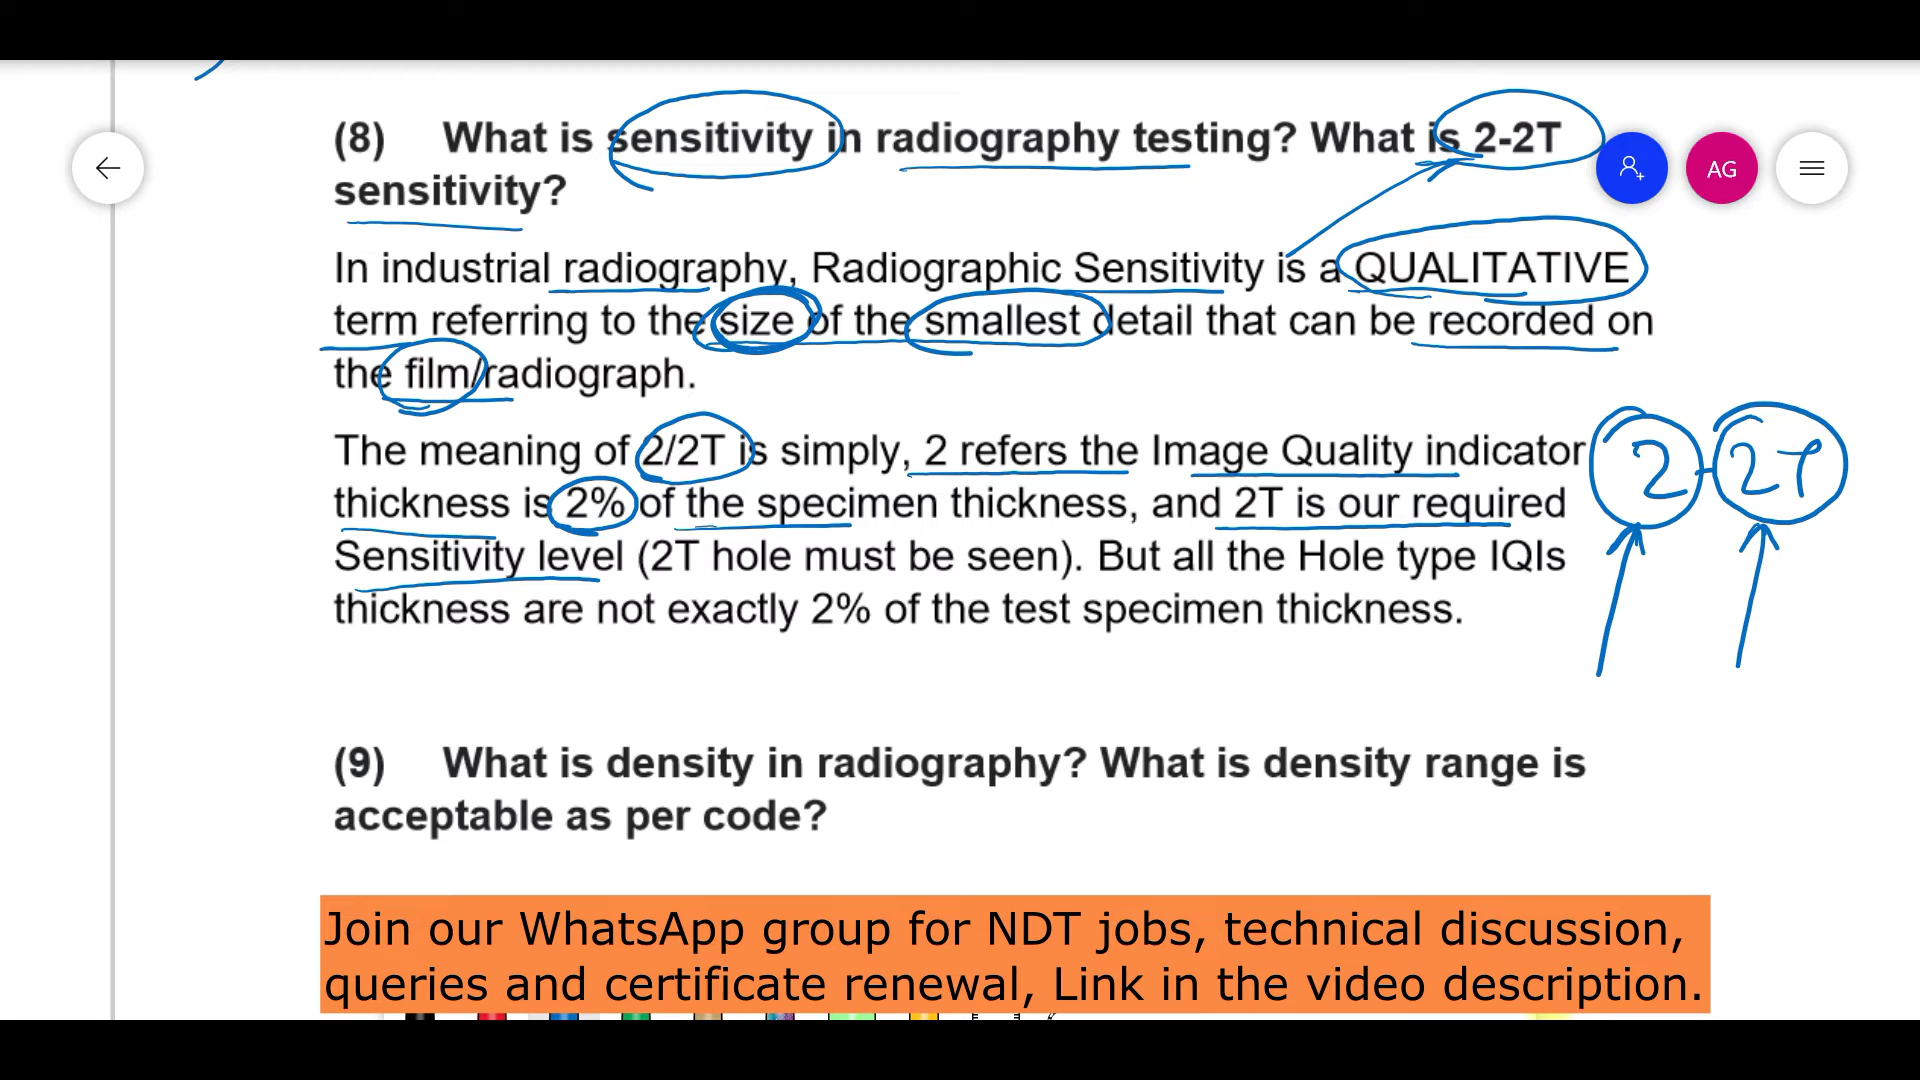 (8) What is sensitivity in radiography testing? What is 2-2T
sensitivity?
AG
In industrial radiography, Radiographic Sensitivity is a QUALITATIVE
term referring to the size of the smallest detail that can be recorded on
the film/radiograph.
The meaning of 2/2T is simply, 2 refers the Image Quality indicator
thickness is 2% of the specimen thickness, and 2T is our required
Sensitivity level (2T hole must be seen). But all the Hole type IQIs
thickness are not exactly 2% of the test specimen thickness.
2-2T
(9) What is density in radiography? What is density range is
acceptable as per code?
Join our WhatsApp group for NDT jobs, technical discussion,
queries and certificate renewal, Link in the video description.